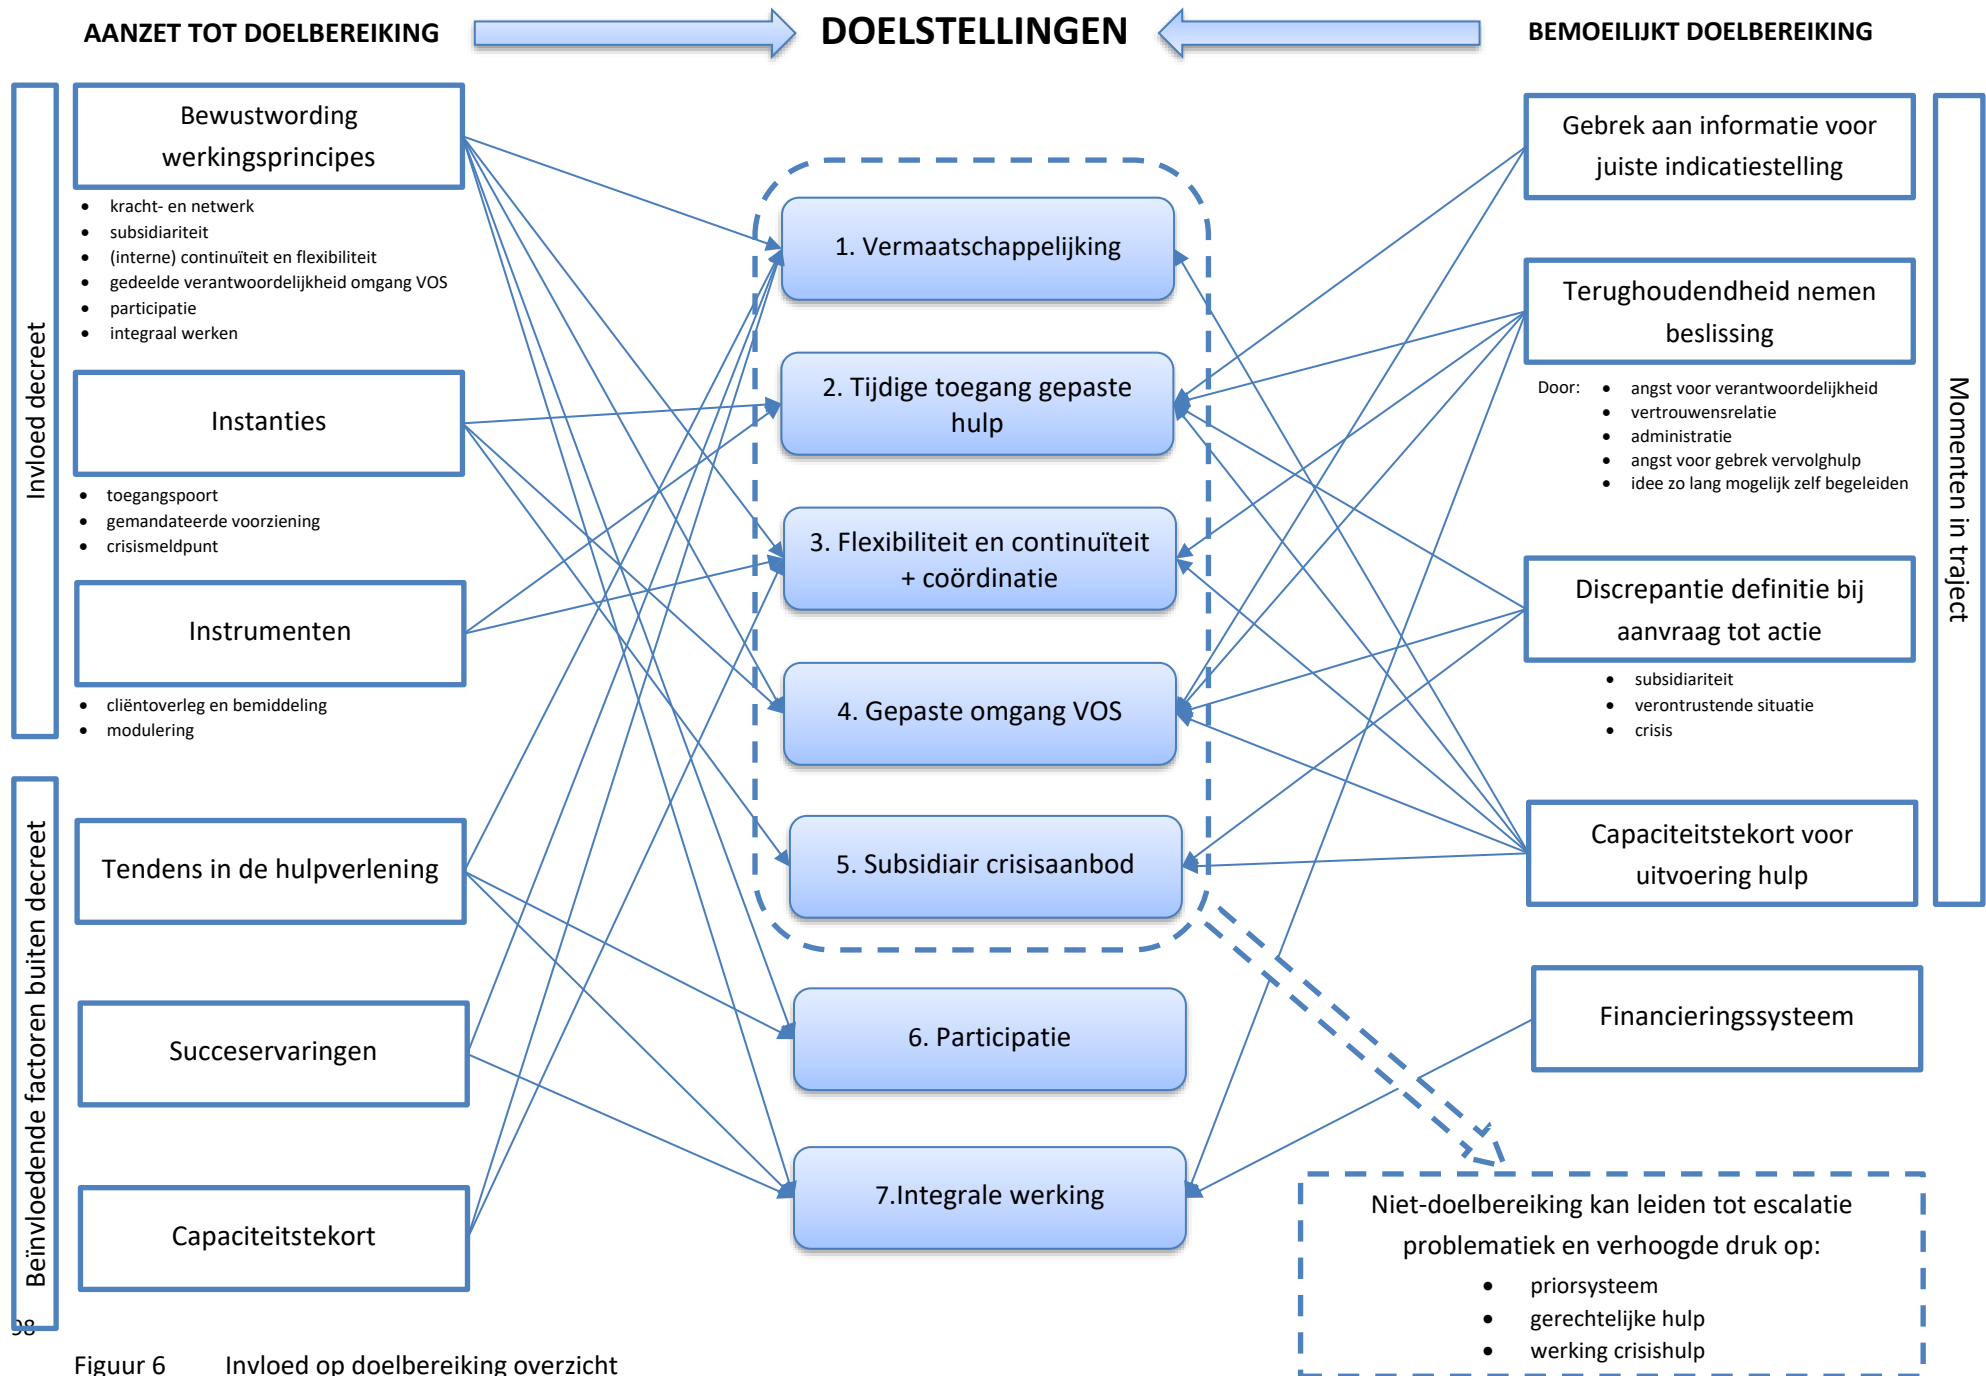 AANZET TOT DOELBEREIKING
DOELSTELLINGEN
BEMOEILIJKT DOELBEREIKING
Invloed decreet
Bewustwording
werkingsprincipes
• kracht- en netwerk
• subsidiariteit
• (interne) continuïteit en flexibiliteit
• gedeelde verantwoordelijkheid omgang VOS
• participatie
• integraal werken
Instanties
• toegangspoort
• gemandateerde voorziening
• crisismeldpunt
Instrumenten
• cliëntoverleg en bemiddeling
• modulering
Beïnvloedende factoren buiten decreet
Tendens in de hulpverlening
Succeservaringen
Capaciteitstekort
1. Vermaatschappelijking
2. Tijdige toegang gepaste
hulp
3. Flexibiliteit en continuïteit
+ coördinatie
4. Gepaste omgang VOS
5. Subsidiair crisisaanbod
6. Participatie
7.Integrale werking
Gebrek aan informatie voor
juiste indicatiestelling
Terughoudendheid nemen
beslissing
Door: • angst voor verantwoordelijkheid
• vertrouwensrelatie
• administratie
• angst voor gebrek vervolghulp
• idee zo lang mogelijk zelf begeleiden
Discrepantie definitie bij
aanvraag tot actie
• subsidiariteit
• verontrustende situatie
• crisis
Capaciteitstekort voor
uitvoering hulp
Momenten in traject
Financieringssysteem
Niet-doelbereiking kan leiden tot escalatie
problematiek en verhoogde druk op:
• priorsysteem
• gerechtelijke hulp
• werking crisishulp
98
Figuur 6 Invloed op doelbereiking overzicht